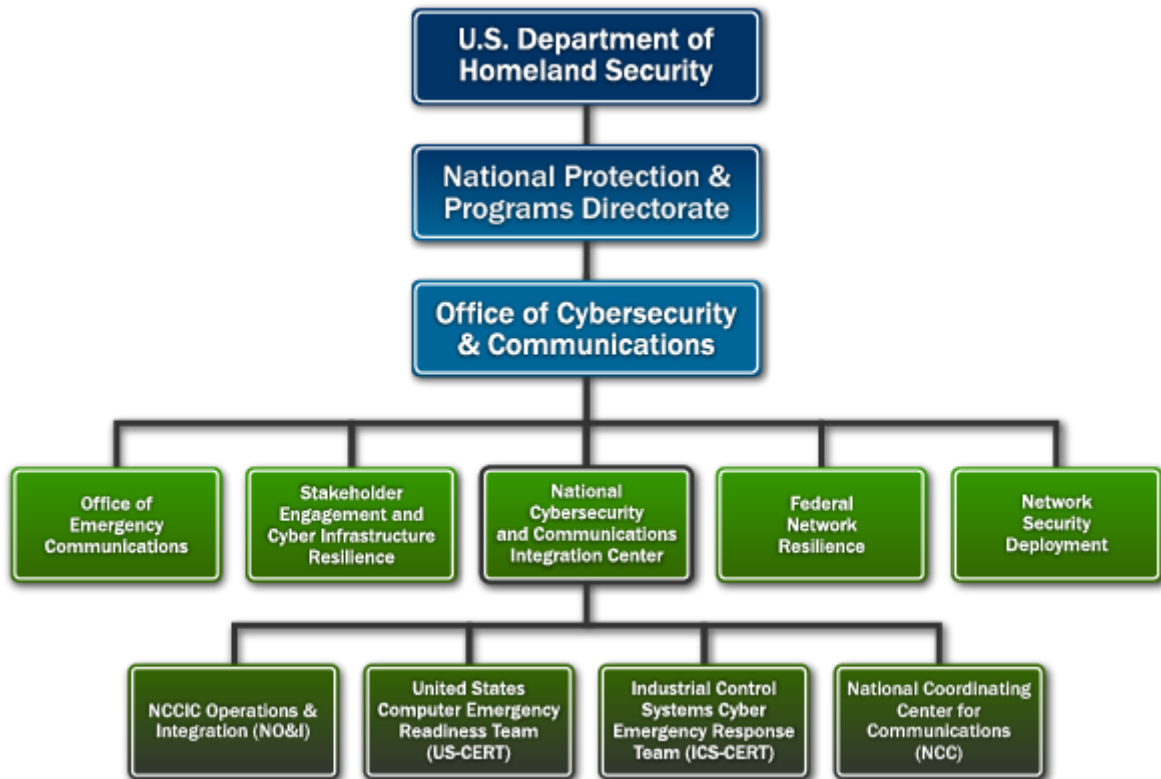 U.S. Department of
Homeland Security
National Protection &
Programs Directorate
Office of Cybersecurity
& Communications
Office of
Emergency
Communications
Stakeholder
Engagement and
Cyber Infrastructure
Resilience
National
Cybersecurity
and Communications
Integration Center
Federal
Network
Resilience
Network
Security
Deployment
NCCIC Operations &
Integration (NO&I)
United States
Computer Emergency
Readiness Team
(US-CERT)
Industrial Control
Systems Cyber
Emergency Response
Team (ICS-CERT)
National Coordinating
Center for
Communications
(NCC)